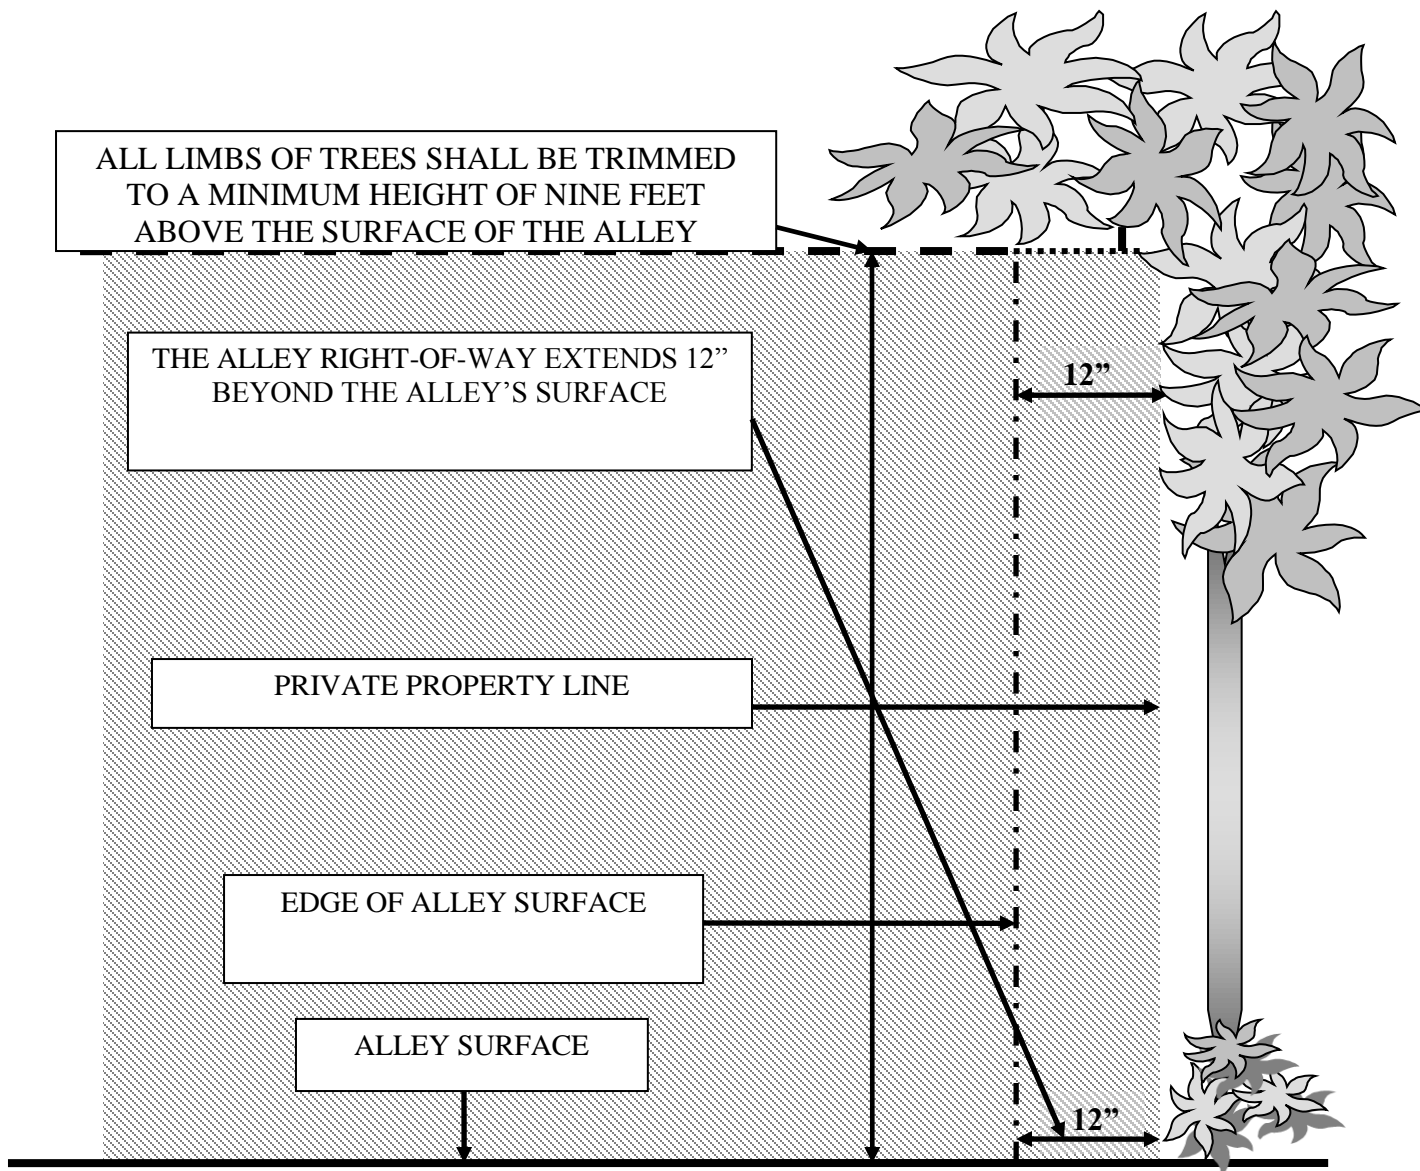 ALL LIMBS OF TREES SHALL BE TRIMMED
TO A MINIMUM HEIGHT OF NINE FEET
ABOVE THE SURFACE OF THE ALLEY
THE ALLEY RIGHT-OF-WAY EXTENDS 12”
BEYOND THE ALLEY’S SURFACE
12”
PRIVATE PROPERTY LINE
EDGE OF ALLEY SURFACE
ALLEY SURFACE
12”